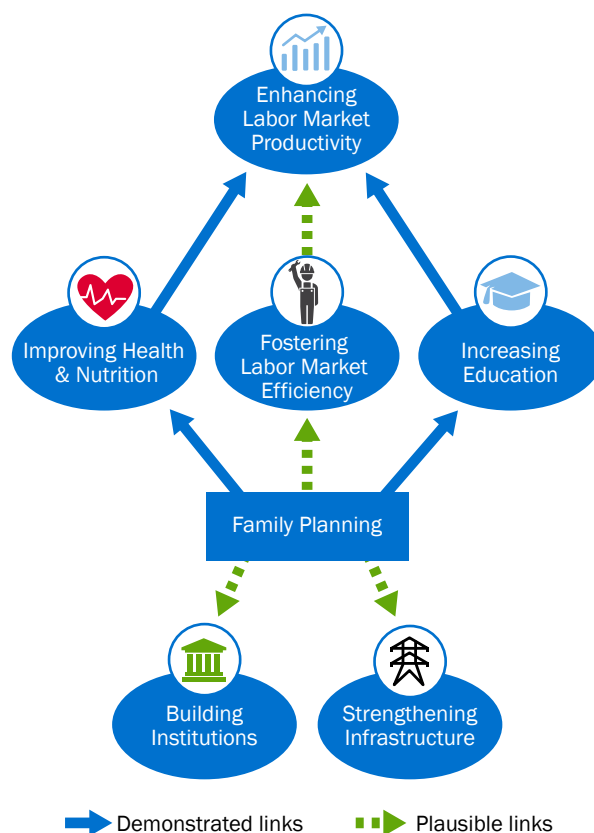 Enhancing
Labor Market
Productivity
Improving Health
& Nutrition
Fostering
Labor Market
Efficiency
Increasing
Education
Family Planning
Building
Institutions
Strengthening
Infrastructure
Demonstrated links
Plausible links